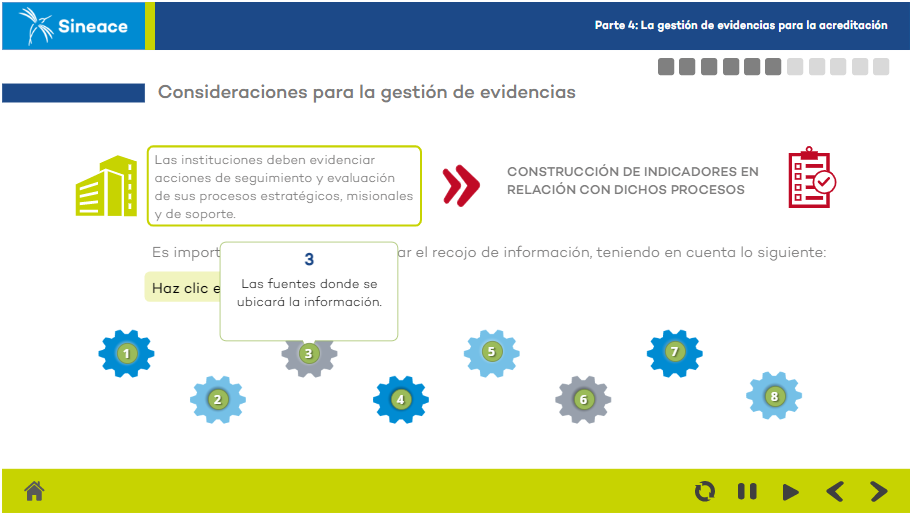 Sineace
Parte 4: La gestión de evidencias para la acreditación
Consideraciones para la gestión de evidencias
Las instituciones deben evidenciar
acciones de seguimiento y evaluación
de sus procesos estratégicos, misionales
y de soporte.
CONSTRUCCIÓN DE INDICADORES EN
RELACIÓN CON DICHOS PROCESOS
Es import
ar el recojo de información, teniendo en cuenta lo siguiente:
Haz clic e
3
Las fuentes donde se
ubicará la información.
1
2
3
4
5
6
7
8